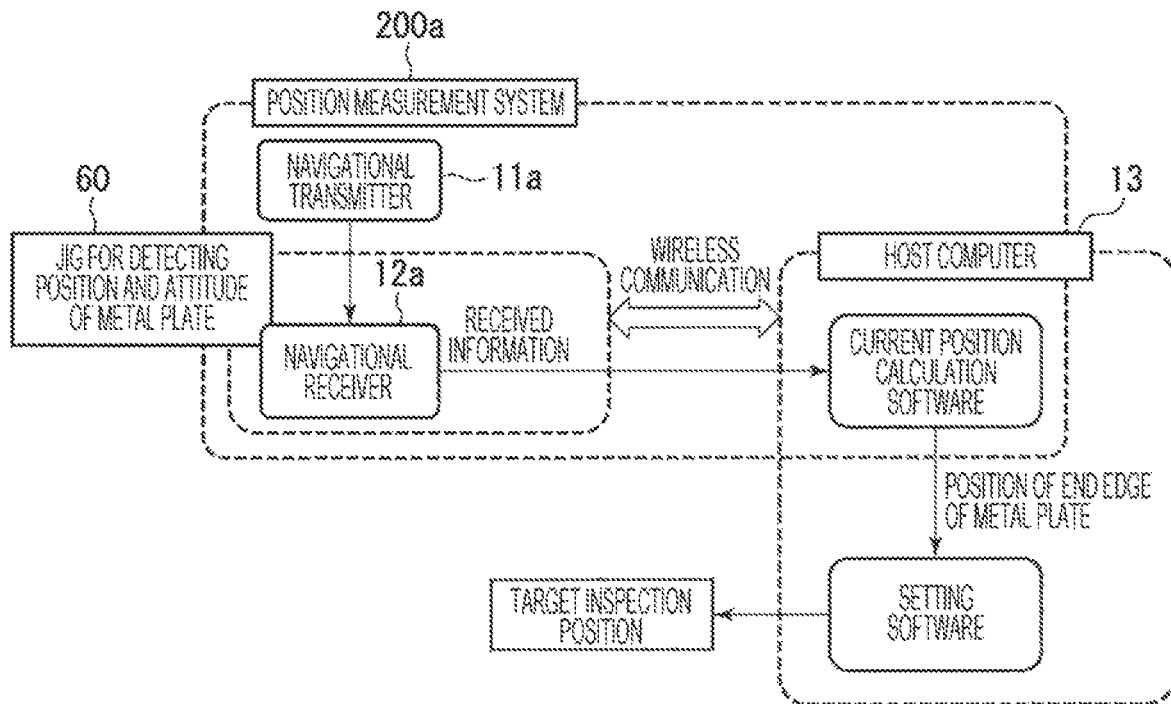 200a
POSITION MEASUREMENT SYSTEM
NAVIGATIONAL
TRANSMITTER
11a
60
JIG FOR DETECTING
POSITION AND ATTITUDE
OF METAL PLATE
12a
NAVIGATIONAL
RECEIVER
RECEIVED
INFORMATION
WIRELESS
COMMUNICATION
13
HOST COMPUTER
CURRENT POSITION
CALCULATION
SOFTWARE
POSITION OF END EDGE
OF METAL PLATE
SETTING
SOFTWARE
TARGET INSPECTION
POSITION